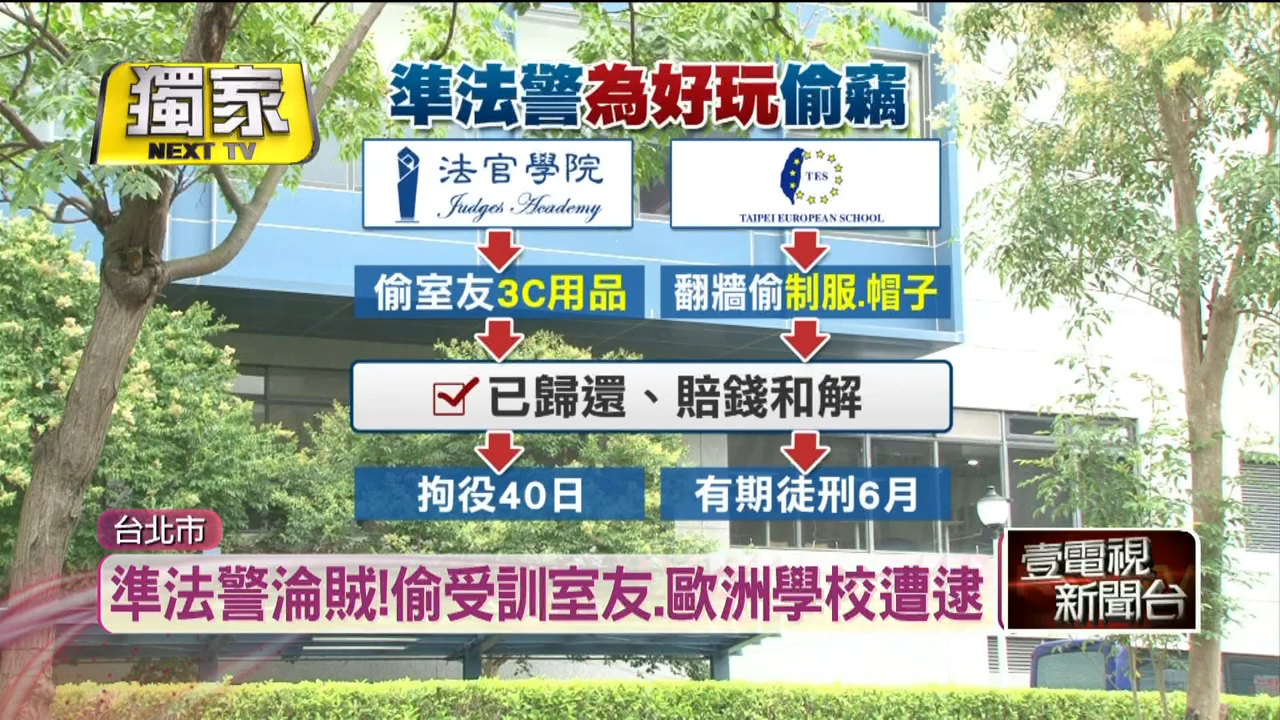 獨家
NEXT TV
準法警為好玩偷竊
法官學院
Judges Academy
TES
TAIPEI EUROPEAN SCHOOL
偷室友3C用品
翻牆偷制服.帽子
已歸還、賠錢和解
拘役40日
有期徒刑6月
台北市
準法警淪賊!偷受訓室友.歐洲學校遭逮
壹電視
新聞台